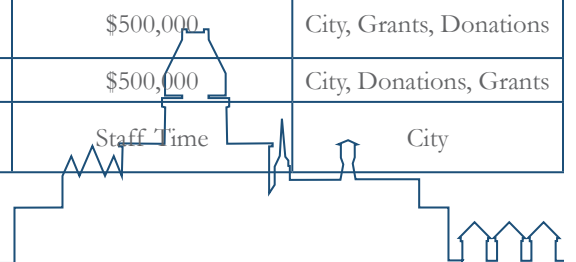 $500,000 City, Grants, Donations
$500,000 City, Donations, Grants
Staff Time City